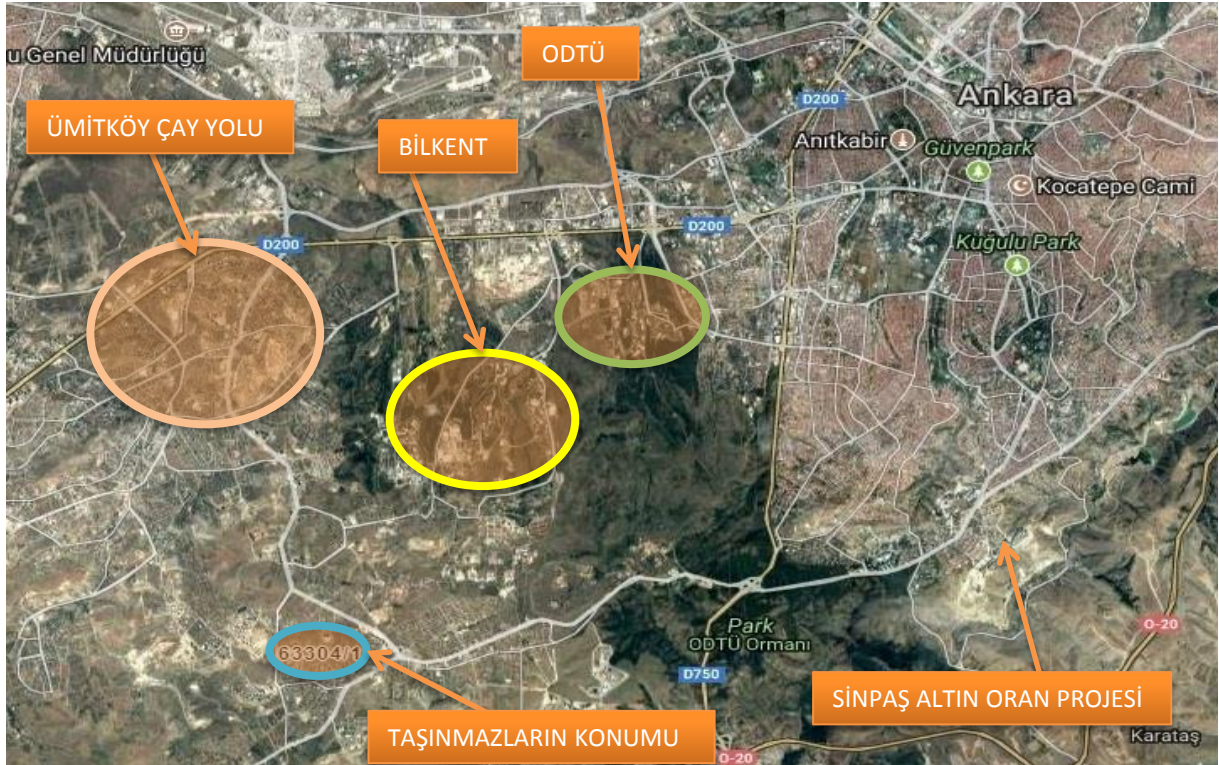 u Genel Müdürlüğü
ODTÜ
ÜMİTKÖY ÇAY YOLU
BİLKENT
D200
Ankara
Anıtkabir
Güvenpark
Kocatepe Cami
D200
D200
Kuğulu Park
Park
ODTÜ Ormanı
O-20
63304/1
D750
SİNPAŞ ALTIN ORAN PROJESİ
TAŞINMAZLARIN KONUMU
O-20
Karataş